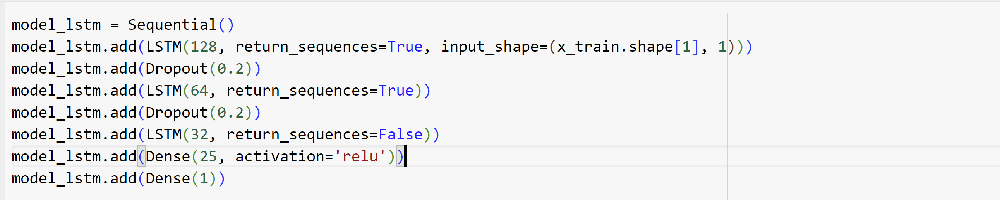 model_lstm = Sequential()
model_lstm.add(LSTM(128, return_sequences=True, input_shape=(x_train.shape[1], 1)))
model_lstm.add(Dropout(0.2))
model_lstm.add(LSTM(64, return_sequences=True))
model_lstm.add(Dropout(0.2))
model_lstm.add(LSTM(32, return_sequences=False))
model_lstm.add(Dense(25, activation='relu'))
model_lstm.add(Dense(1))